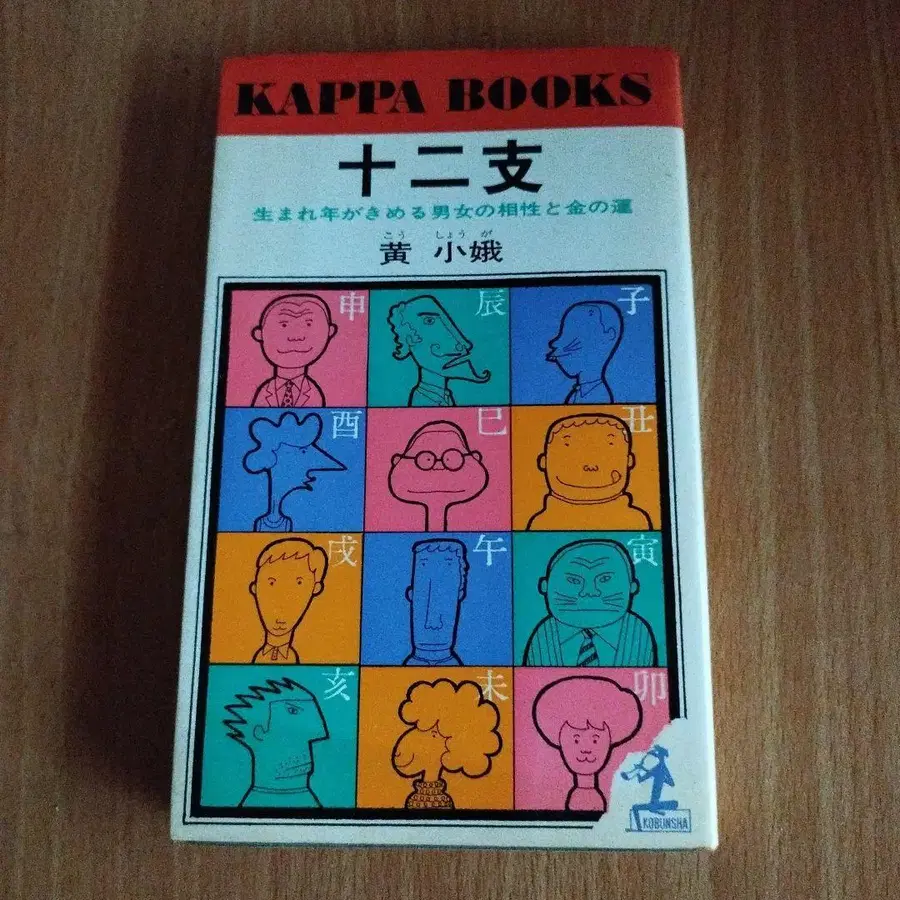 KAPPA BOOKS
十二支
生まれ年がきめる男女の相性と金の運
こう しょう が
黄 小娥
申 辰 子
酉 巳 丑
戌 午 寅
亥 未 卯
KOBUNSHA